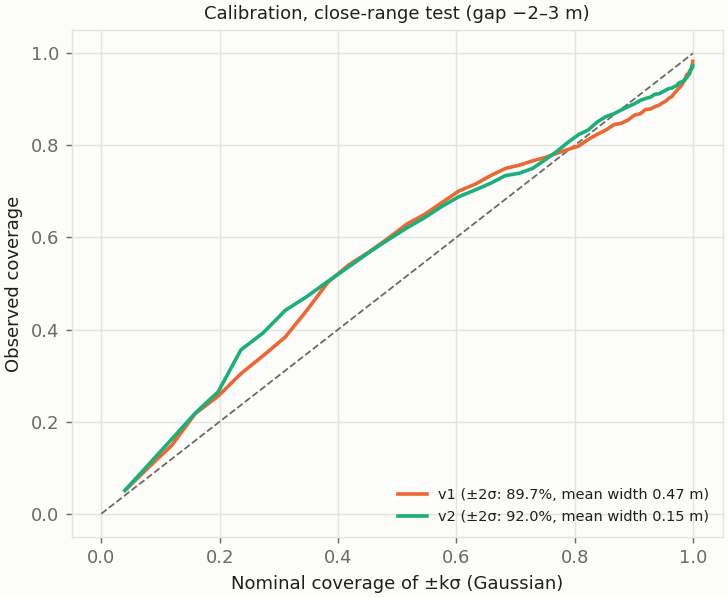 Calibration, close-range test (gap −2–3 m)
Observed coverage
1.0
0.8
0.6
0.4
0.2
0.0
v1 (±2σ: 89.7%, mean width 0.47 m)
v2 (±2σ: 92.0%, mean width 0.15 m)
0.0 0.2 0.4 0.6 0.8 1.0
Nominal coverage of ±kσ (Gaussian)